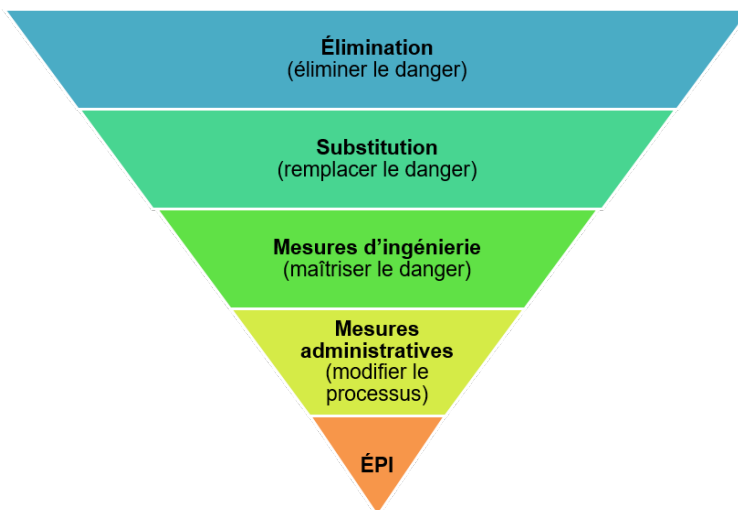 Élimination
(éliminer le danger)
Substitution
(remplacer le danger)
Mesures d’ingénierie
(maîtriser le danger)
Mesures
administratives
(modifier le
processus)
ÉPI